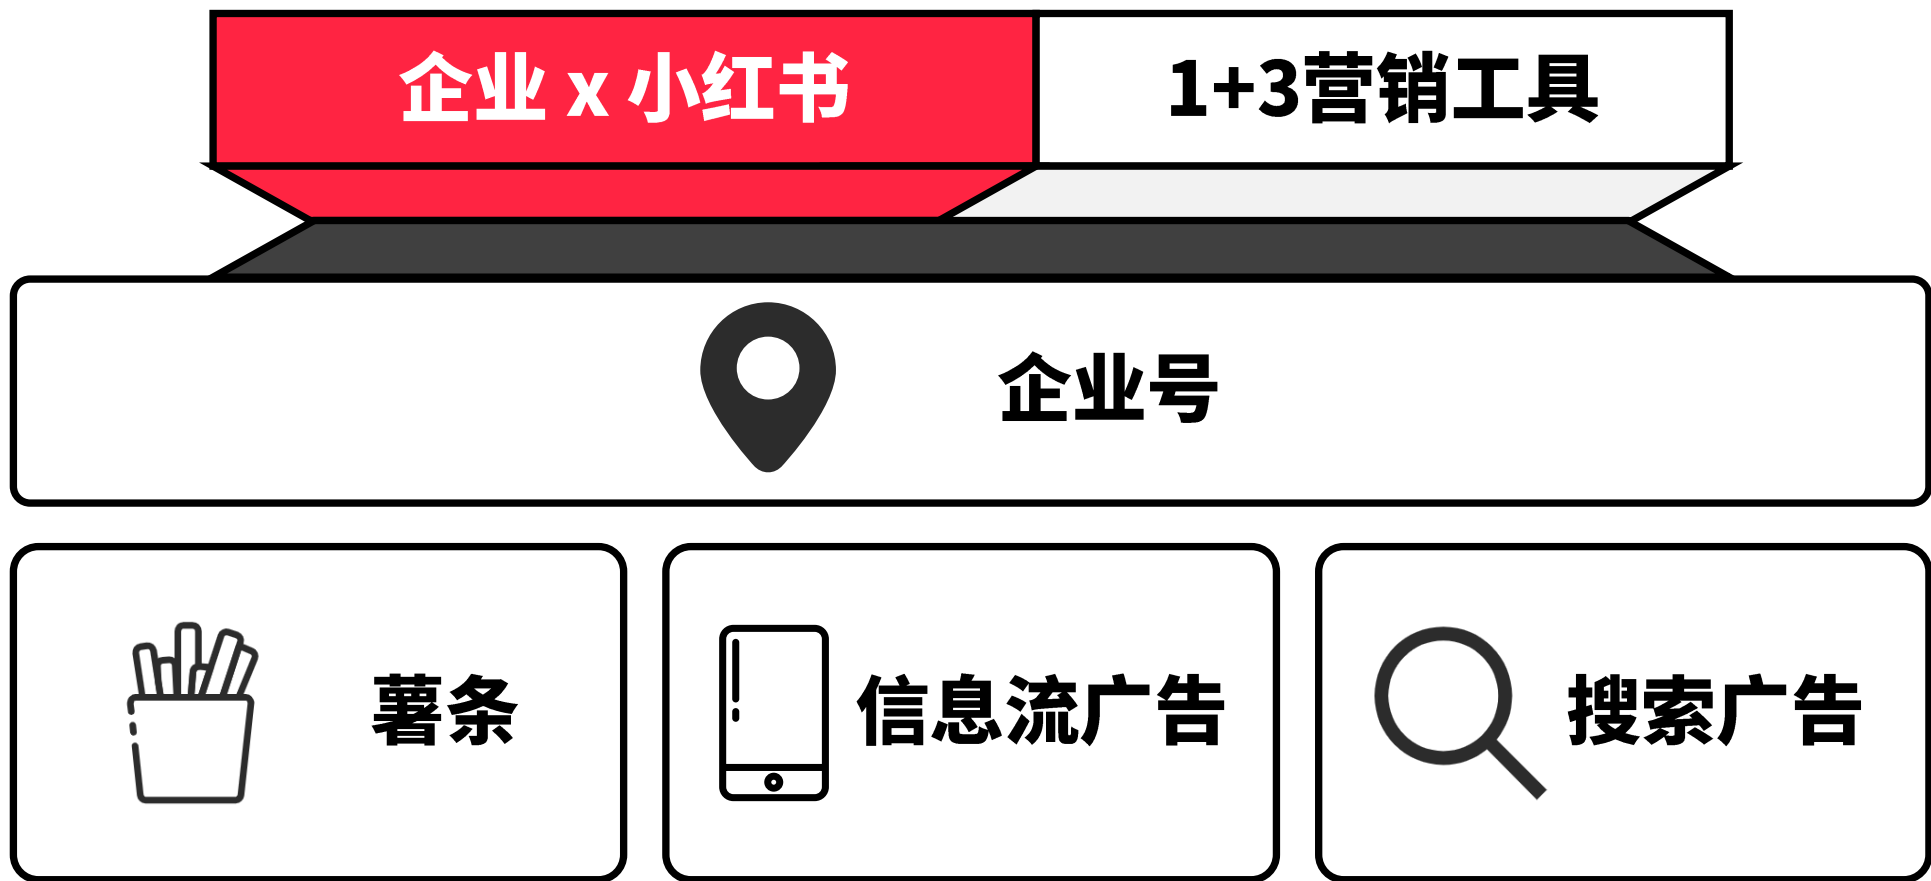 企业 x 小红书
1+3营销工具
企业号
薯条
信息流广告
搜索广告